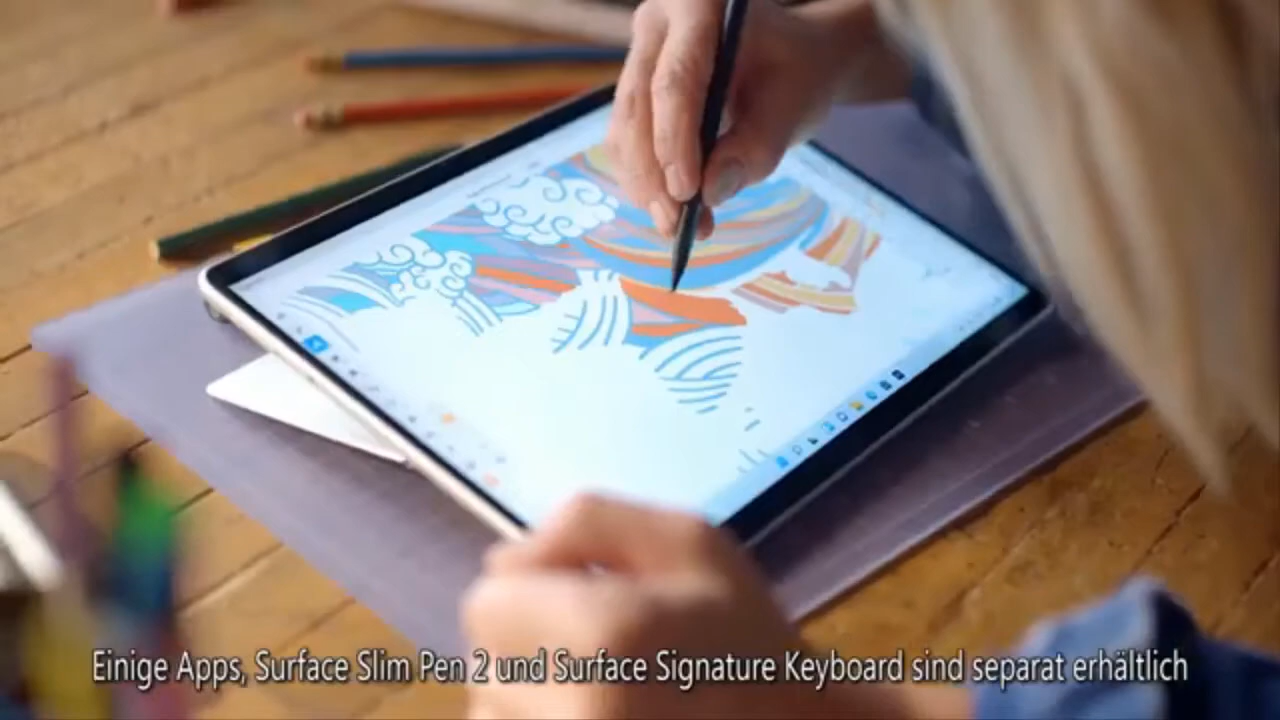 Einige Apps, Surface Slim Pen 2 und Surface Signature Keyboard sind separat erhältlich